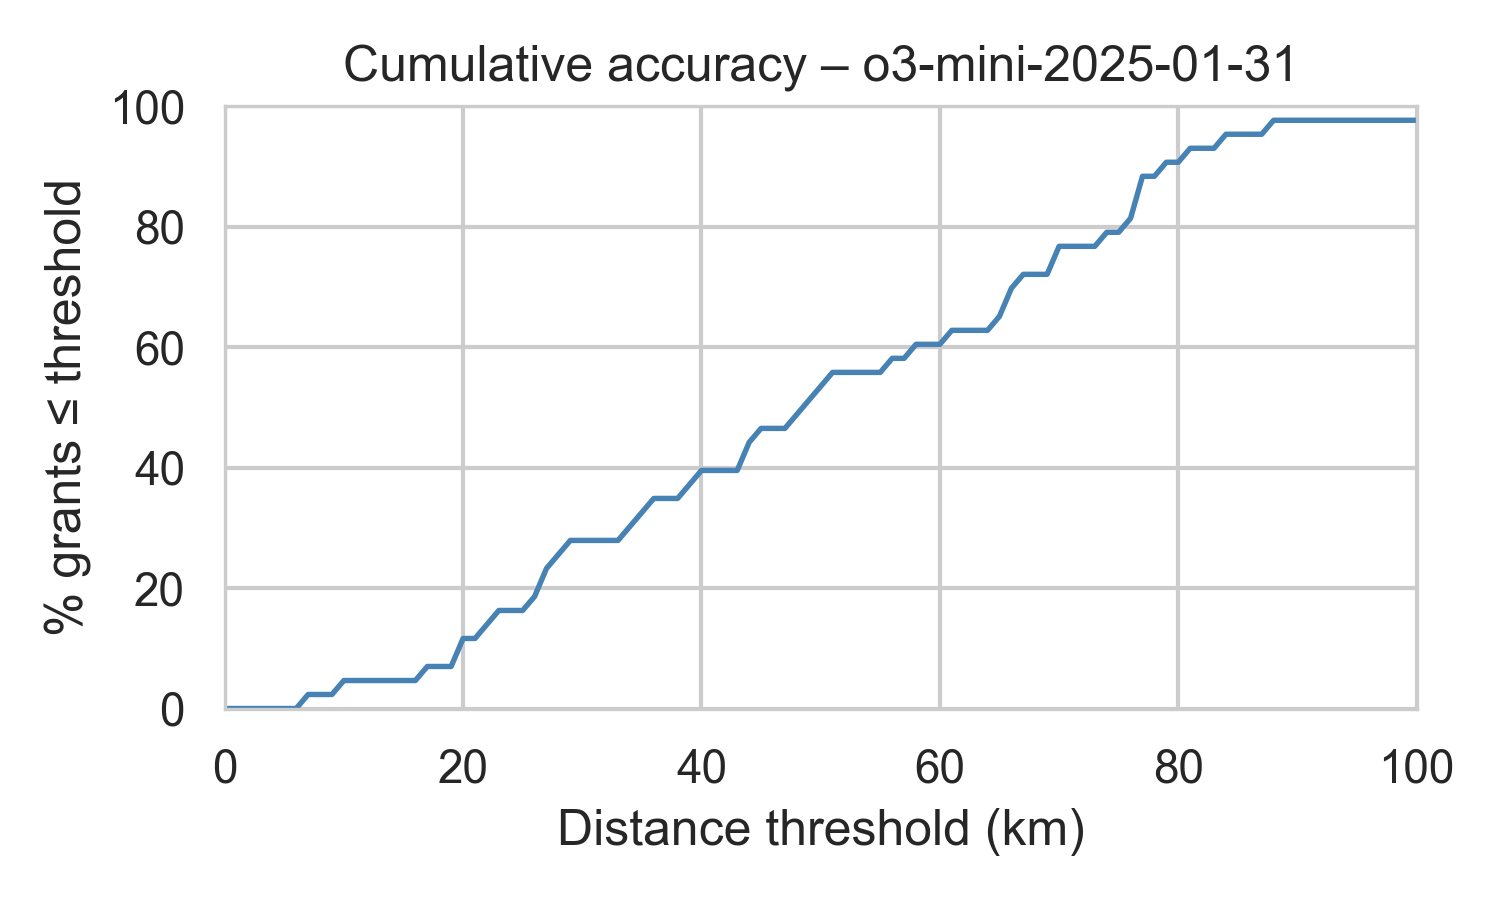 Cumulative accuracy – o3-mini-2025-01-31
100
80
60
40
20
0
% grants ≤ threshold
0 20 40 60 80 100
Distance threshold (km)